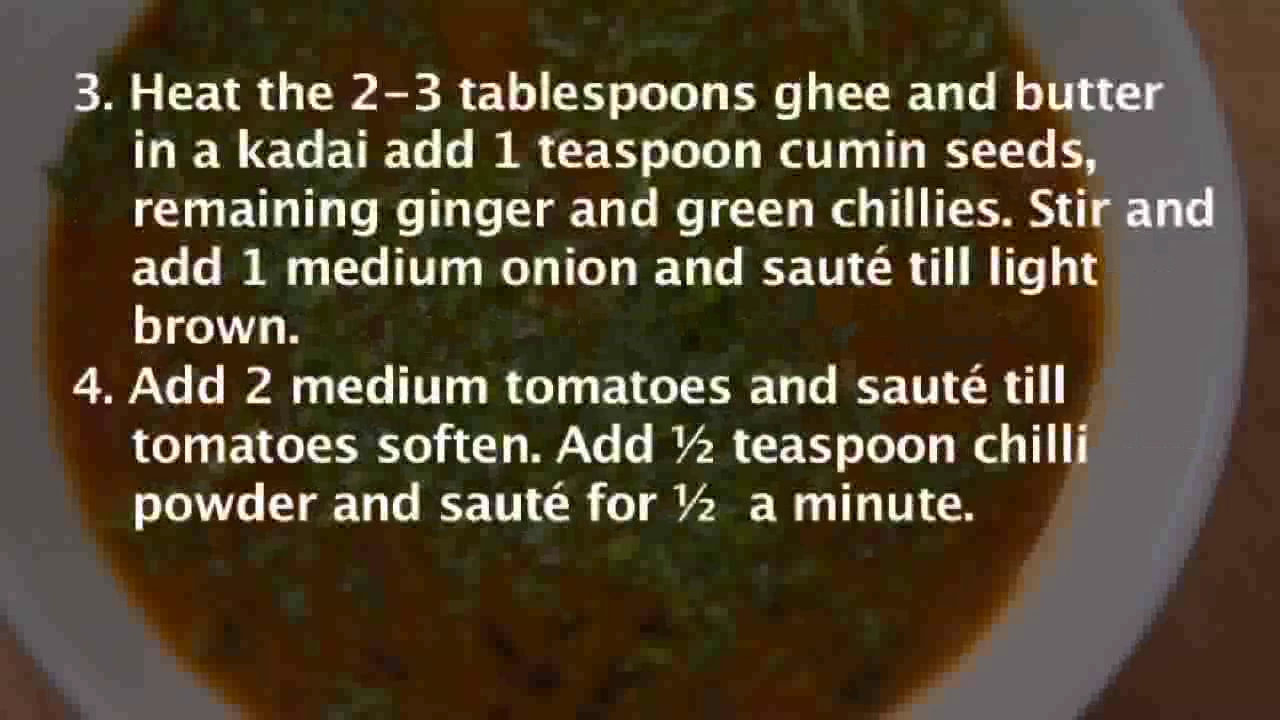 3. Heat the 2-3 tablespoons ghee and butter
in a kadai add 1 teaspoon cumin seeds,
remaining ginger and green chillies. Stir and
add 1 medium onion and sauté till light
brown.
4. Add 2 medium tomatoes and sauté till
tomatoes soften. Add ½ teaspoon chilli
powder and sauté for ½ a minute.